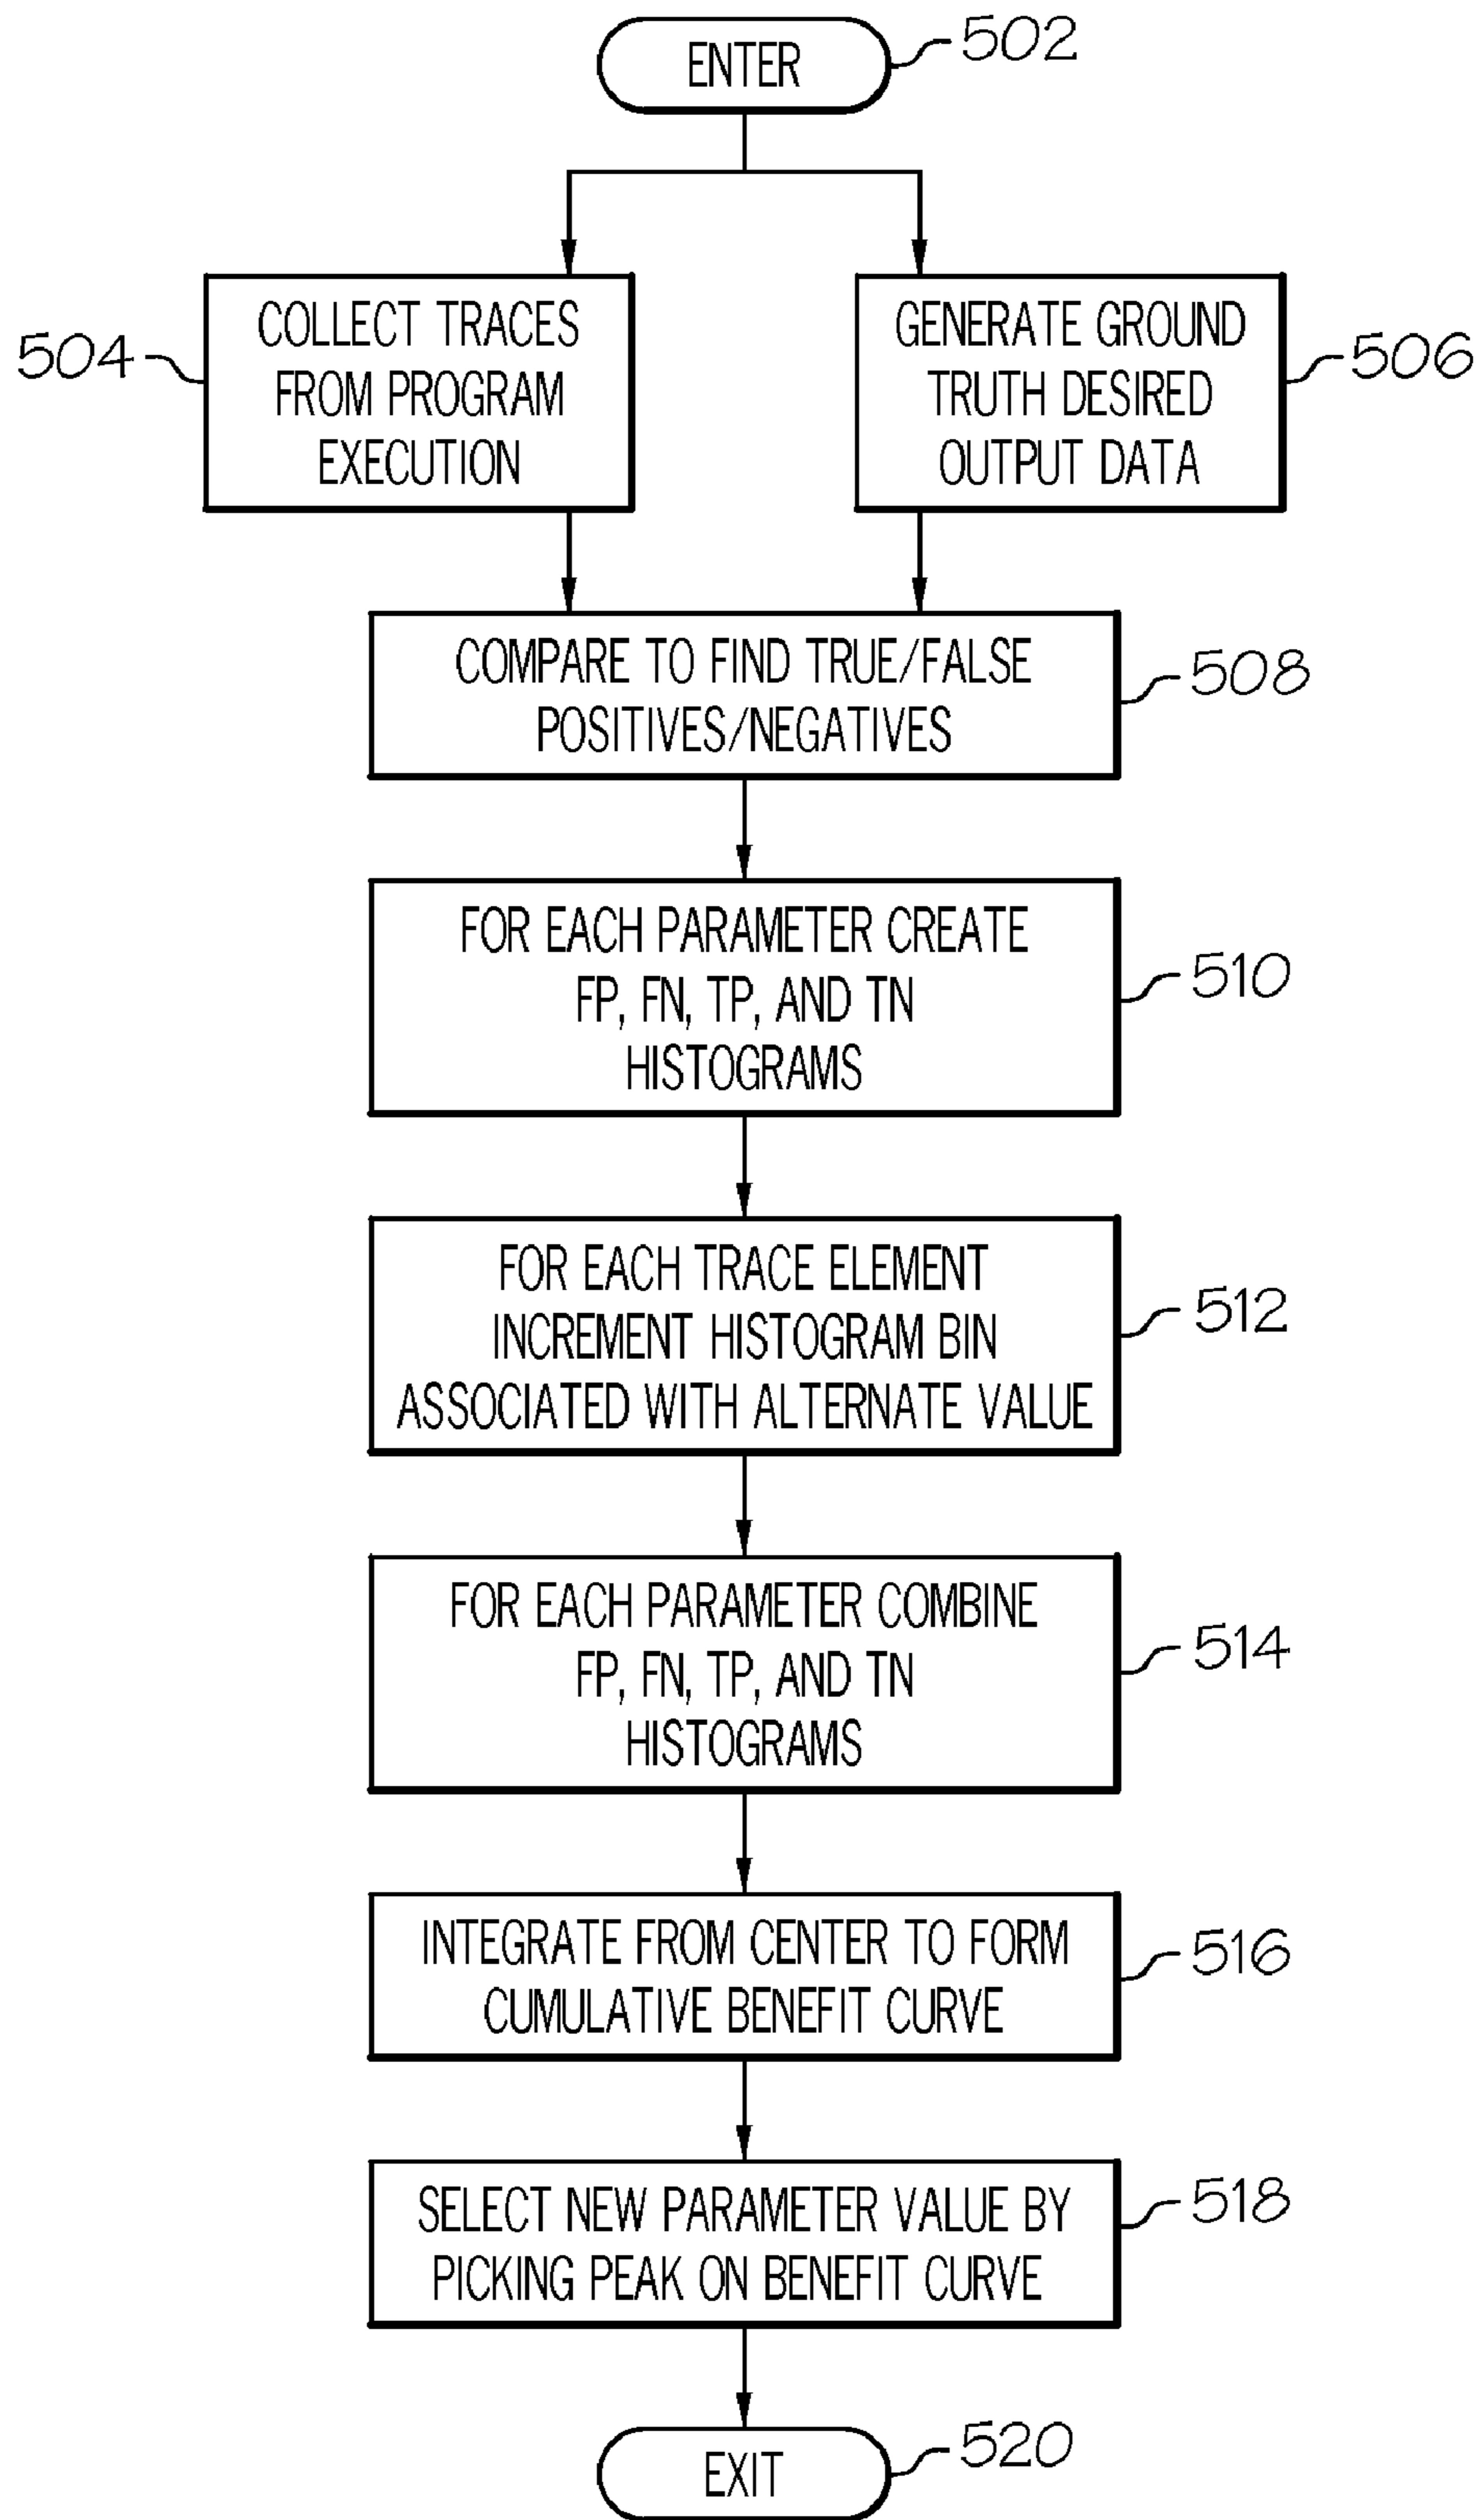 ENTER
502
COLLECT TRACES
FROM PROGRAM
EXECUTION
504
GENERATE GROUND
TRUTH DESIRED
OUTPUT DATA
506
COMPARE TO FIND TRUE/FALSE
POSITIVES/NEGATIVES
508
FOR EACH PARAMETER CREATE
FP, FN, TP, AND TN
HISTOGRAMS
510
FOR EACH TRACE ELEMENT
INCREMENT HISTOGRAM BIN
ASSOCIATED WITH ALTERNATE VALUE
512
FOR EACH PARAMETER COMBINE
FP, FN, TP, AND TN
HISTOGRAMS
514
INTEGRATE FROM CENTER TO FORM
CUMULATIVE BENEFIT CURVE
516
SELECT NEW PARAMETER VALUE BY
PICKING PEAK ON BENEFIT CURVE
518
EXIT
520